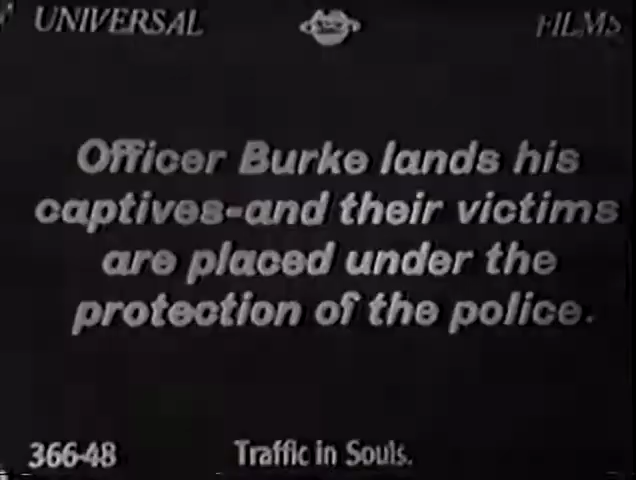 UNIVERSAL FILMS
Officer Burke lands his
captives-and their victims
are placed under the
protection of the police.
366-48 Traffic in Souls.